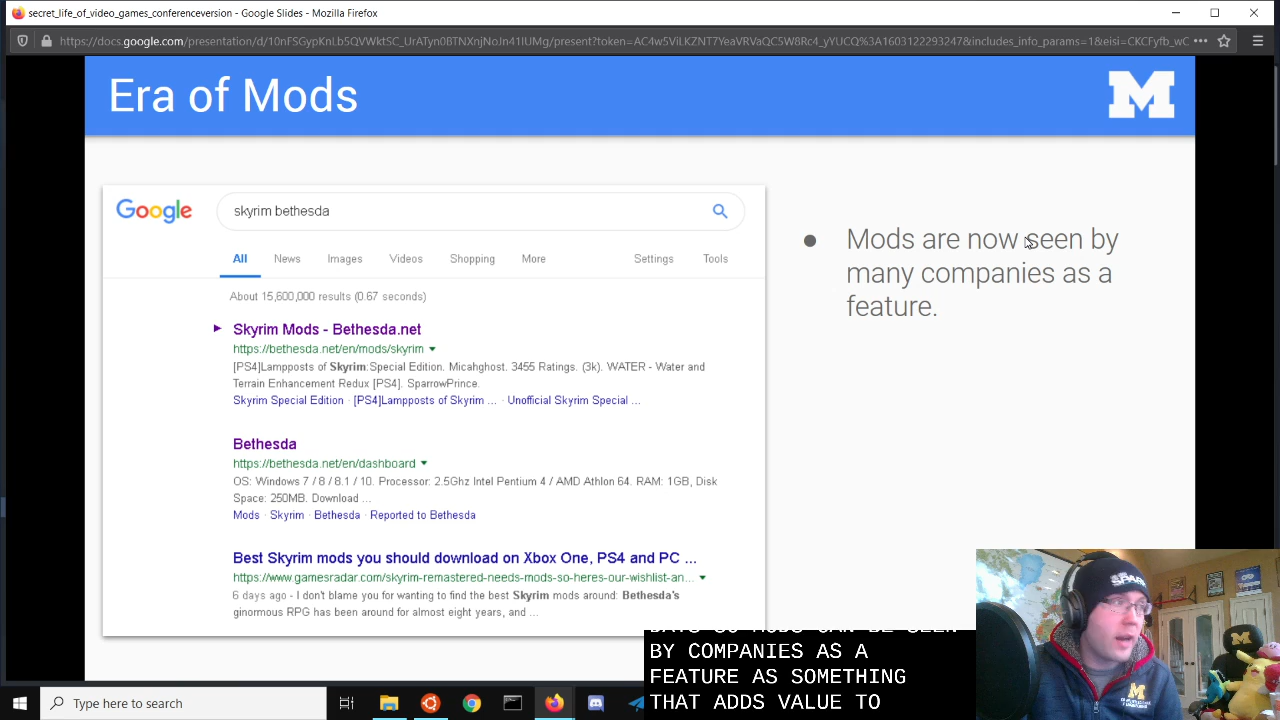 secret_life_of_video_games_conferenceversion - Google Slides - Mozilla Firefox
Era of Mods
M
Google
skyrim bethesda
All News Images Videos Shopping More Settings Tools
About 15,600,000 results (0.67 seconds)
Skyrim Mods - Bethesda.net
https://bethesda.net/en/mods/skyrim
[PS4]Lampposts of Skyrim:Special Edition. Micahghost. 3455 Ratings. (3k). WATER - Water and
Terrain Enhancement Redux [PS4]. SparrowPrince.
Skyrim Special Edition · [PS4]Lampposts of Skyrim ... · Unofficial Skyrim Special ...
Bethesda
https://bethesda.net/en/dashboard
OS: Windows 7 / 8 / 8.1 / 10. Processor: 2.5Ghz Intel Pentium 4 / AMD Athlon 64. RAM: 1GB, Disk
Space: 250MB. Download ...
Mods · Skyrim · Bethesda · Reported to Bethesda
Best Skyrim mods you should download on Xbox One, PS4 and PC ...
https://www.gamesradar.com/skyrim-remastered-needs-mods-so-heres-our-wishlist-an...
6 days ago - I don't blame you for wanting to find the best Skyrim mods around: Bethesda's
ginormous RPG has been around for almost eight years, and ...
● Mods are now seen by
many companies as a
feature.
BY COMPANIES AS A
FEATURE AS SOMETHING
THAT ADDS VALUE TO
M
M
Type here to search